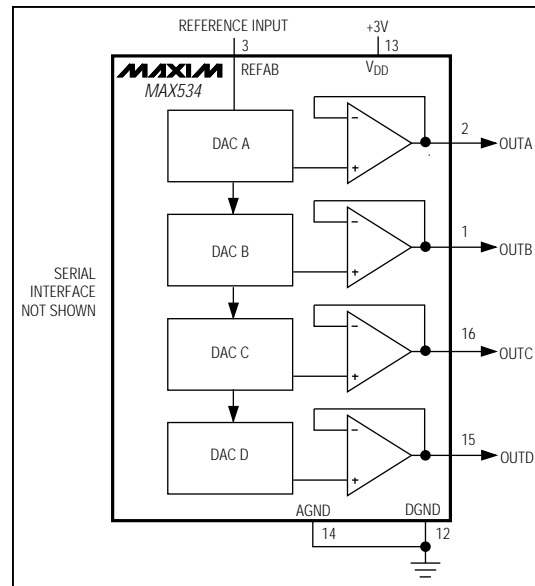 REFERENCE INPUT
+3V
3
13
MAXIM
REFAB
VDD
MAX534
DAC A
-
+
2
OUTA
DAC B
-
+
1
OUTB
SERIAL
INTERFACE
NOT SHOWN
DAC C
-
+
16
OUTC
DAC D
-
+
15
OUTD
AGND
DGND
14
12